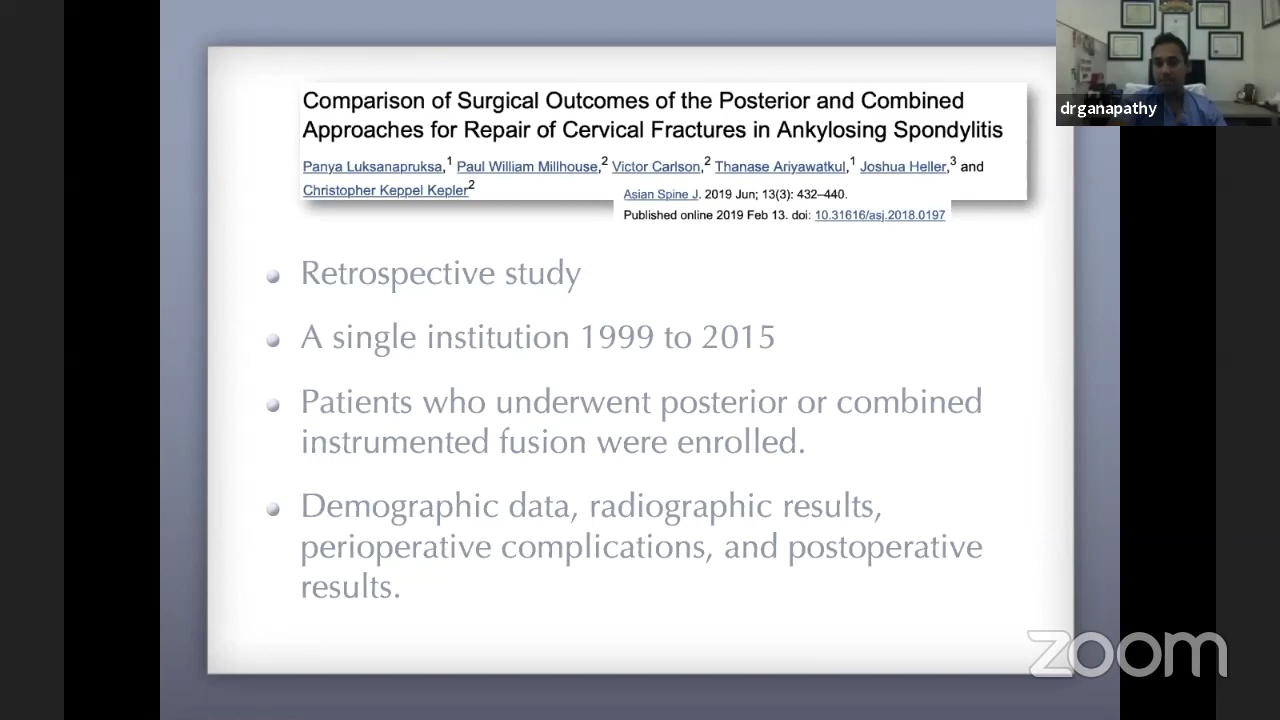 Comparison of Surgical Outcomes of the Posterior and Combined
Approaches for Repair of Cervical Fractures in Ankylosing Spondylitis
Panya Luksanapruksa,1 Paul William Millhouse,2 Victor Carlson,2 Thanase Ariyawatkul,1 Joshua Heller,3 and
Christopher Keppel Kepler2
Asian Spine J. 2019 Jun; 13(3): 432–440.
Published online 2019 Feb 13. doi: 10.31616/asj.2018.0197
drganapathy
Retrospective study
A single institution 1999 to 2015
Patients who underwent posterior or combined
instrumented fusion were enrolled.
Demographic data, radiographic results,
perioperative complications, and postoperative
results.
zoom